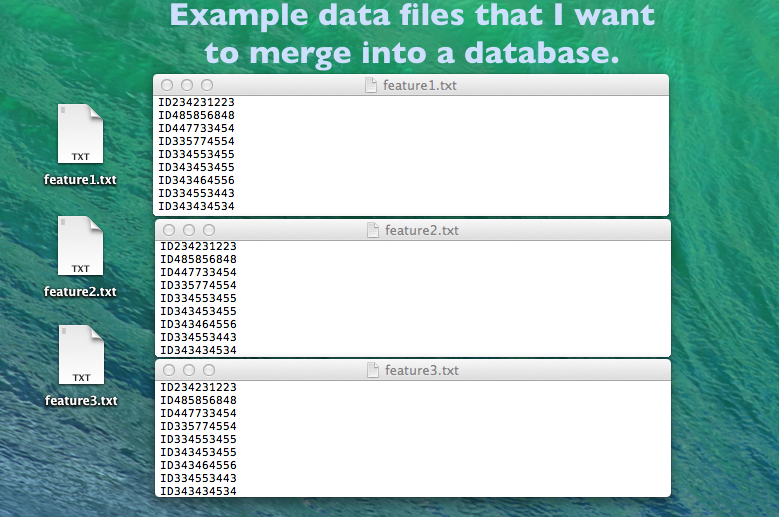 Example data files that I want
to merge into a database.
feature1.txt
ID234231223
ID485856848
ID447733454
ID335774554
ID334553455
ID343453455
ID343464556
ID334553443
ID343434534
TXT
feature1.txt
feature2.txt
ID234231223
ID485856848
ID447733454
ID335774554
ID334553455
ID343453455
ID343464556
ID334553443
ID343434534
TXT
feature2.txt
feature3.txt
ID234231223
ID485856848
ID447733454
ID335774554
ID334553455
ID343453455
ID343464556
ID334553443
ID343434534
TXT
feature3.txt